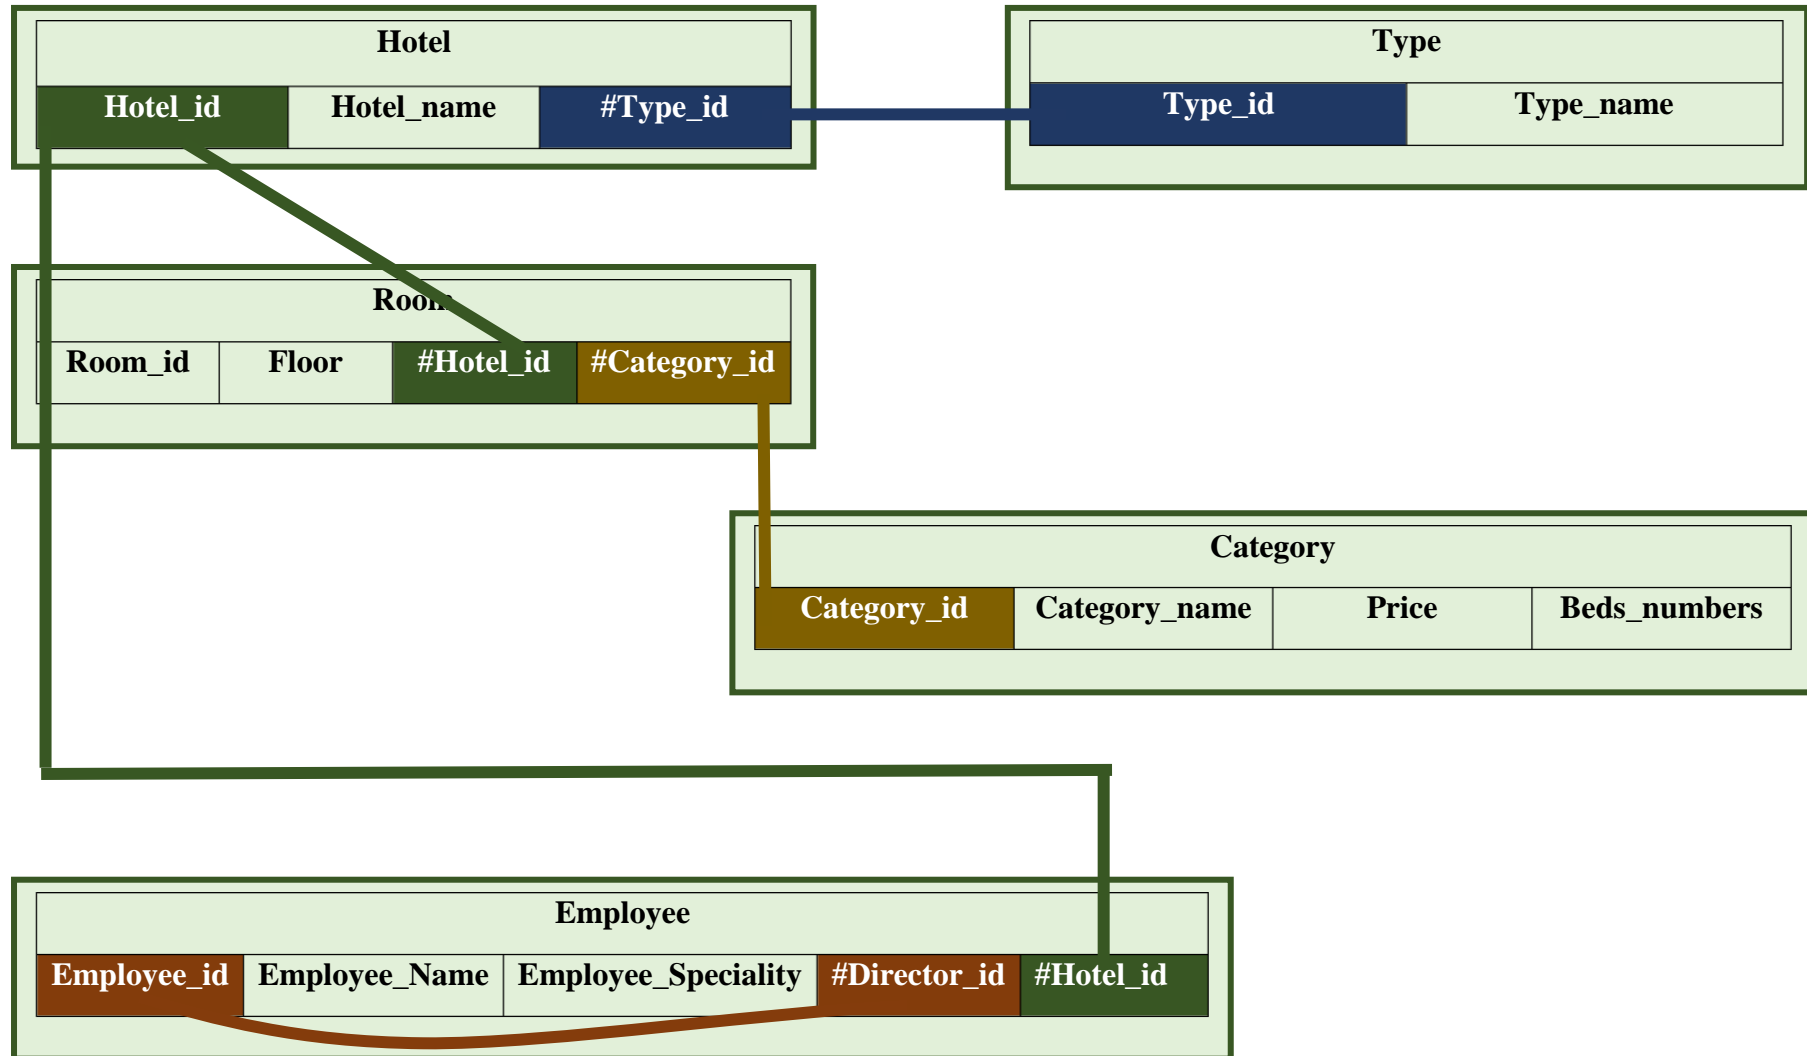 Hotel
Hotel_id Hotel_name #Type_id
Type
Type_id Type_name
Room
Room_id Floor #Hotel_id #Category_id
Category
Category_id Category_name Price Beds_numbers
Employee
Employee_id Employee_Name Employee_Speciality #Director_id #Hotel_id